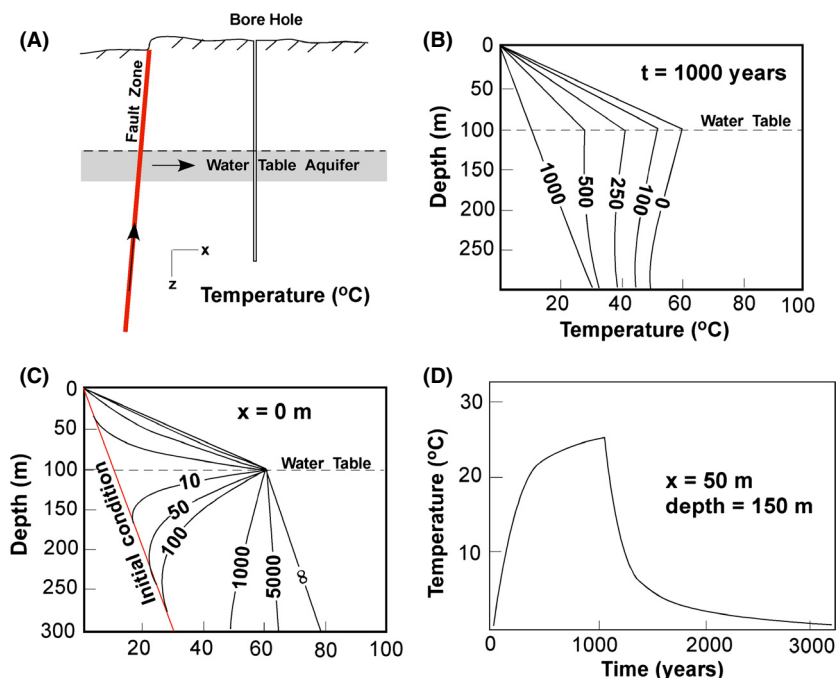 (A)
Bore Hole
Fault Zone
Water Table Aquifer
x
z
Temperature (ºC)
(B)
t = 1000 years
Water Table
Depth (m)
0
50
100
150
200
250
1000
500
250
100
0
20 40 60 80 100
Temperature (ºC)
(C)
x = 0 m
Water Table
Depth (m)
0
50
100
150
200
250
300
Initial condition
10
50
100
1000
5000
∞
20 40 60 80 100
(D)
Temperature (ºC)
30
20
10
x = 50 m
depth = 150 m
0 1000 2000 3000
Time (years)